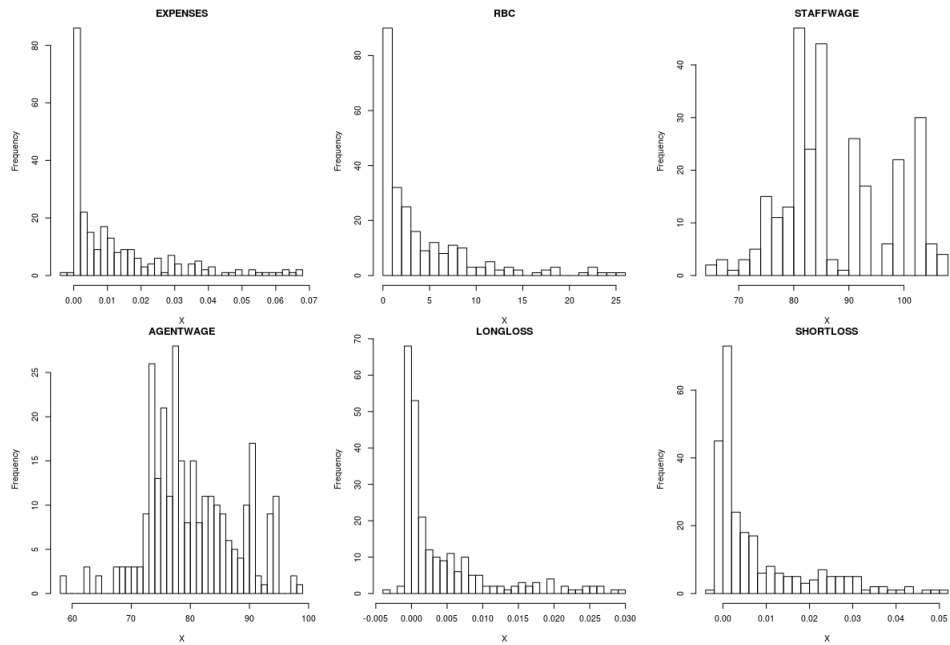 EXPENSES
Frequency
0 20 40 60 80
0.00 0.01 0.02 0.03 0.04 0.05 0.06 0.07
X
RBC
Frequency
0 20 40 60 80
0 5 10 15 20 25
X
STAFFWAGE
Frequency
0 10 20 30 40
70 80 90 100
X
AGENTWAGE
Frequency
0 5 10 15 20 25
60 70 80 90 100
X
LONGLOSS
Frequency
0 10 20 30 40 50 60 70
-0.005 0.000 0.005 0.010 0.015 0.020 0.025 0.030
X
SHORTLOSS
Frequency
0 20 40 60
0.00 0.01 0.02 0.03 0.04 0.05
X